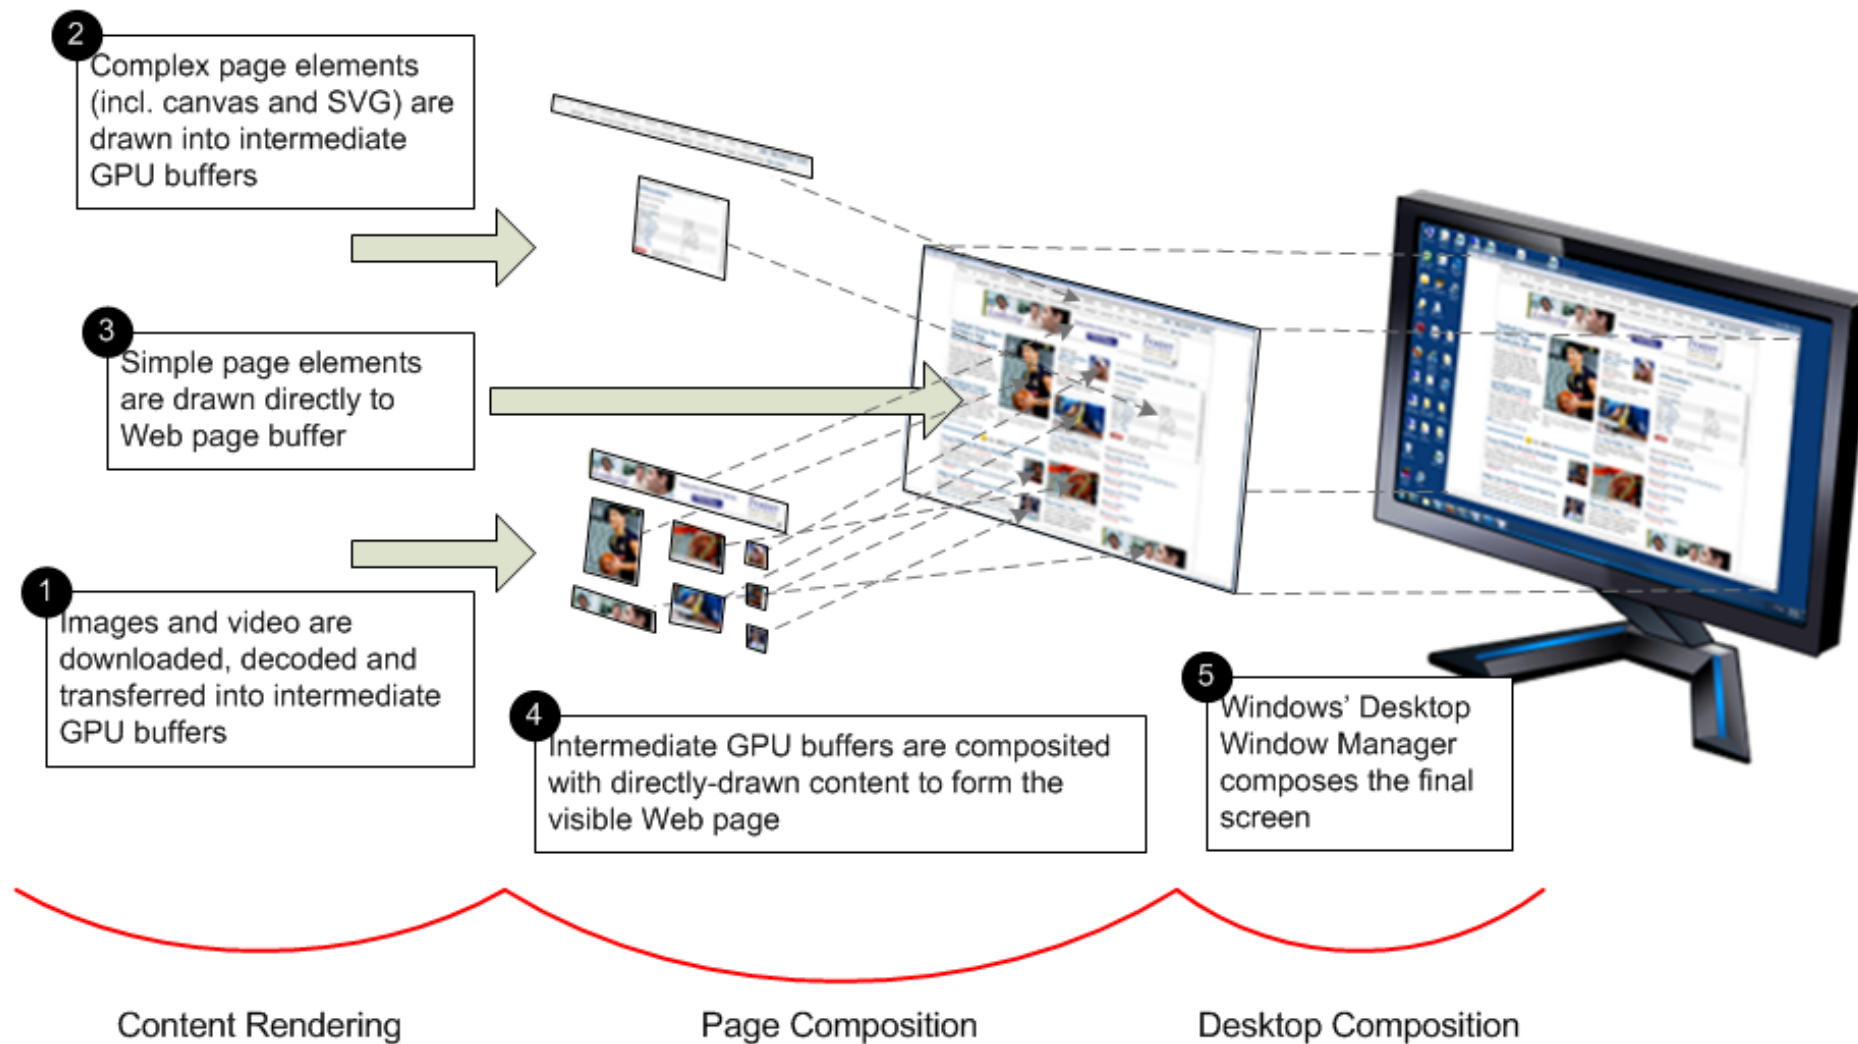 2
Complex page elements
(incl. canvas and SVG) are
drawn into intermediate
GPU buffers
3
Simple page elements
are drawn directly to
Web page buffer
1
Images and video are
downloaded, decoded and
transferred into intermediate
GPU buffers
4
Intermediate GPU buffers are composited
with directly-drawn content to form the
visible Web page
5
Windows’ Desktop
Window Manager
composes the final
screen
Content Rendering
Page Composition
Desktop Composition